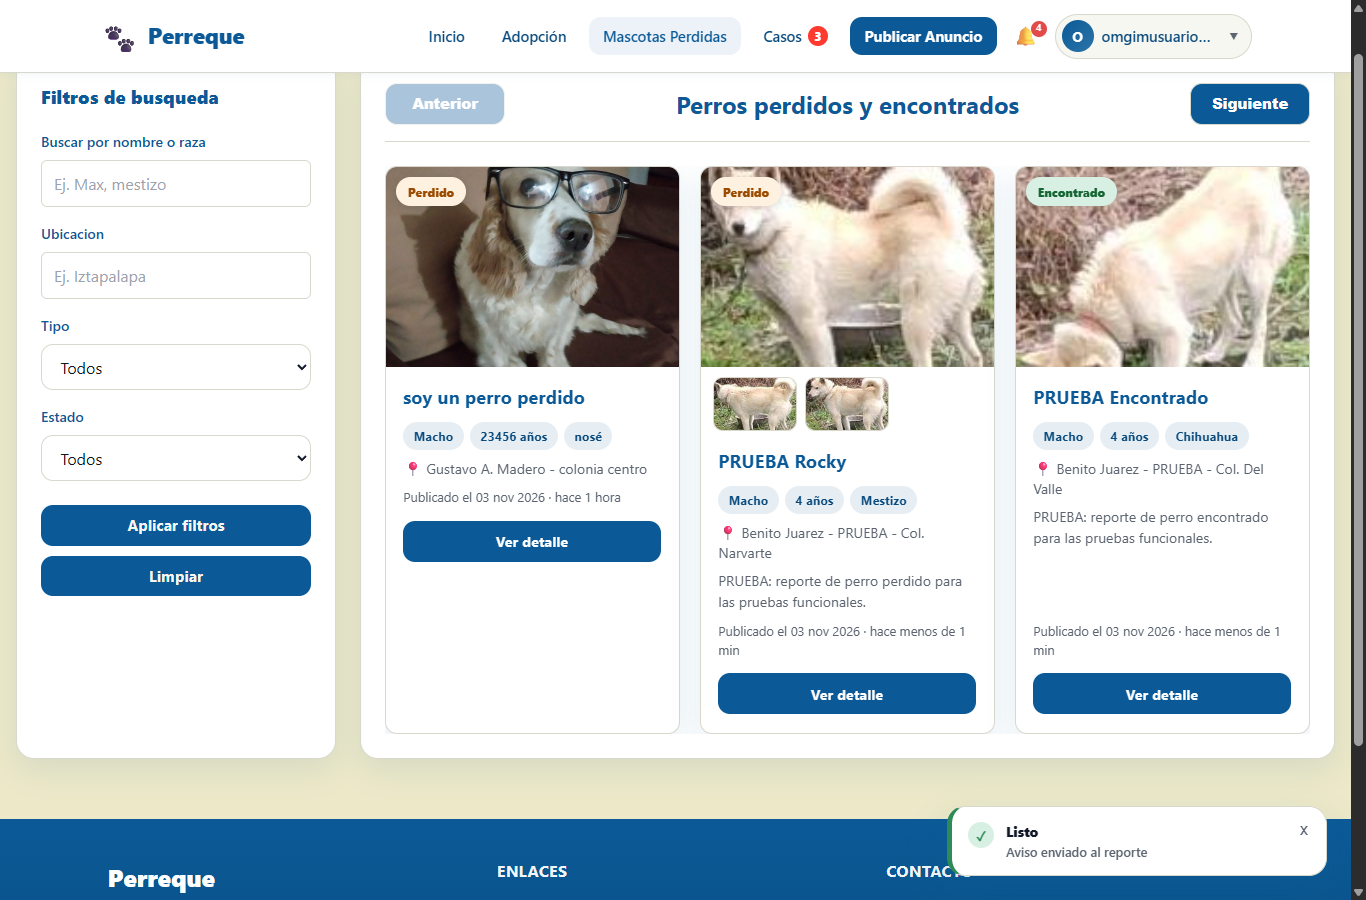 Perreque
Inicio
Adopción
Mascotas Perdidas
Casos 3
Publicar Anuncio
4
O omgimusuario... ▼
Filtros de busqueda
Buscar por nombre o raza
Ej. Max, mestizo
Ubicacion
Ej. Iztapalapa
Tipo
Todos
Estado
Todos
Aplicar filtros
Limpiar
Anterior
Perros perdidos y encontrados
Siguiente
Perdido
soy un perro perdido
Macho
23456 años
nosé
Gustavo A. Madero - colonia centro
Publicado el 03 nov 2026 · hace 1 hora
Ver detalle
Perdido
PRUEBA Rocky
Macho
4 años
Mestizo
Benito Juarez - PRUEBA - Col.
Narvarte
PRUEBA: reporte de perro perdido para
las pruebas funcionales.
Publicado el 03 nov 2026 · hace menos de 1
min
Ver detalle
Encontrado
PRUEBA Encontrado
Macho
4 años
Chihuahua
Benito Juarez - PRUEBA - Col. Del
Valle
PRUEBA: reporte de perro encontrado
para las pruebas funcionales.
Publicado el 03 nov 2026 · hace menos de 1
min
Ver detalle
Perreque
ENLACES
CONTACTO
✓ Listo X
Aviso enviado al reporte